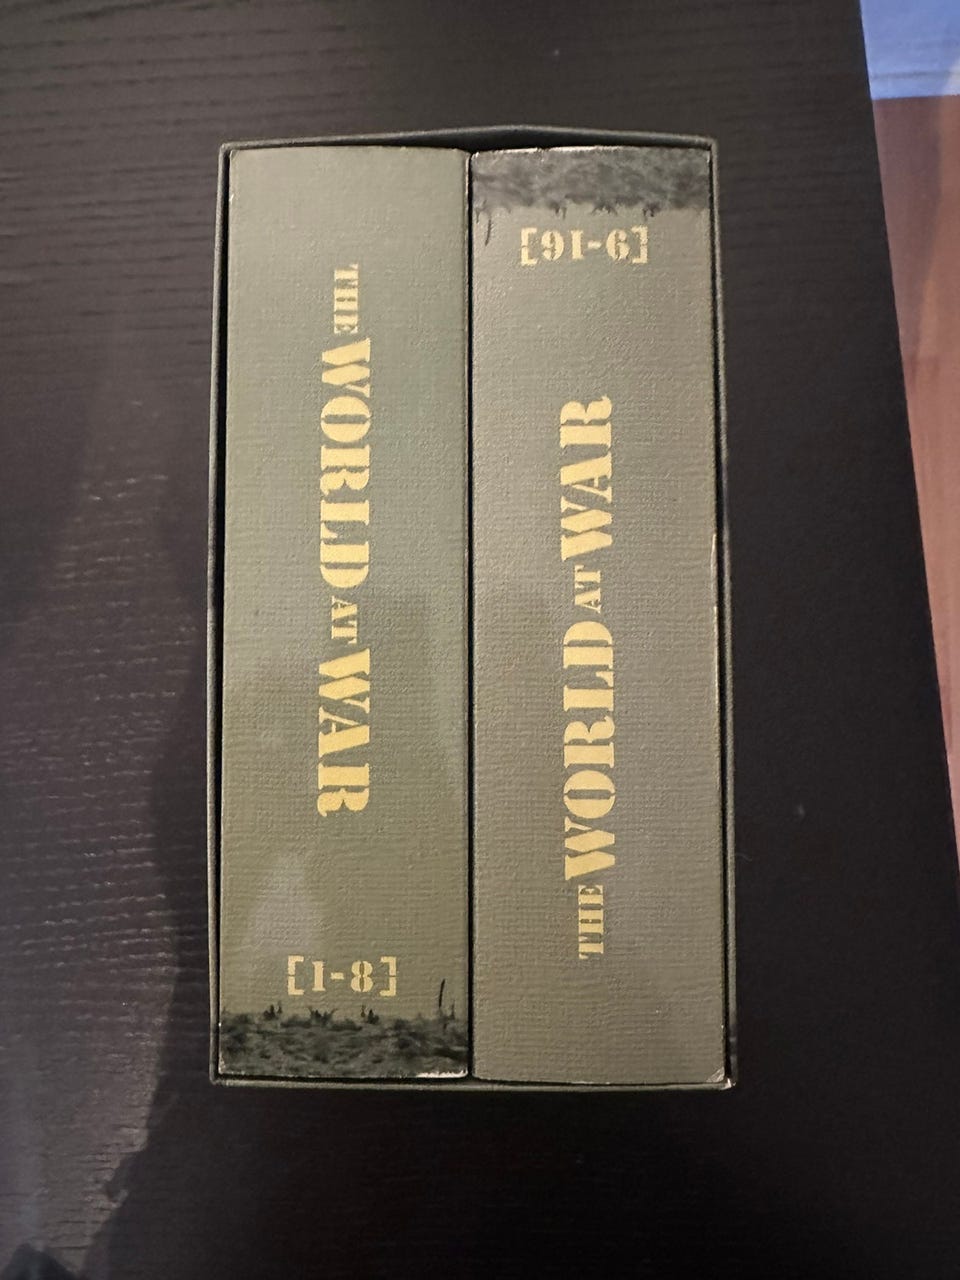 THE WORLD AT WAR
[1-8]
THE WORLD AT WAR
[9-16]